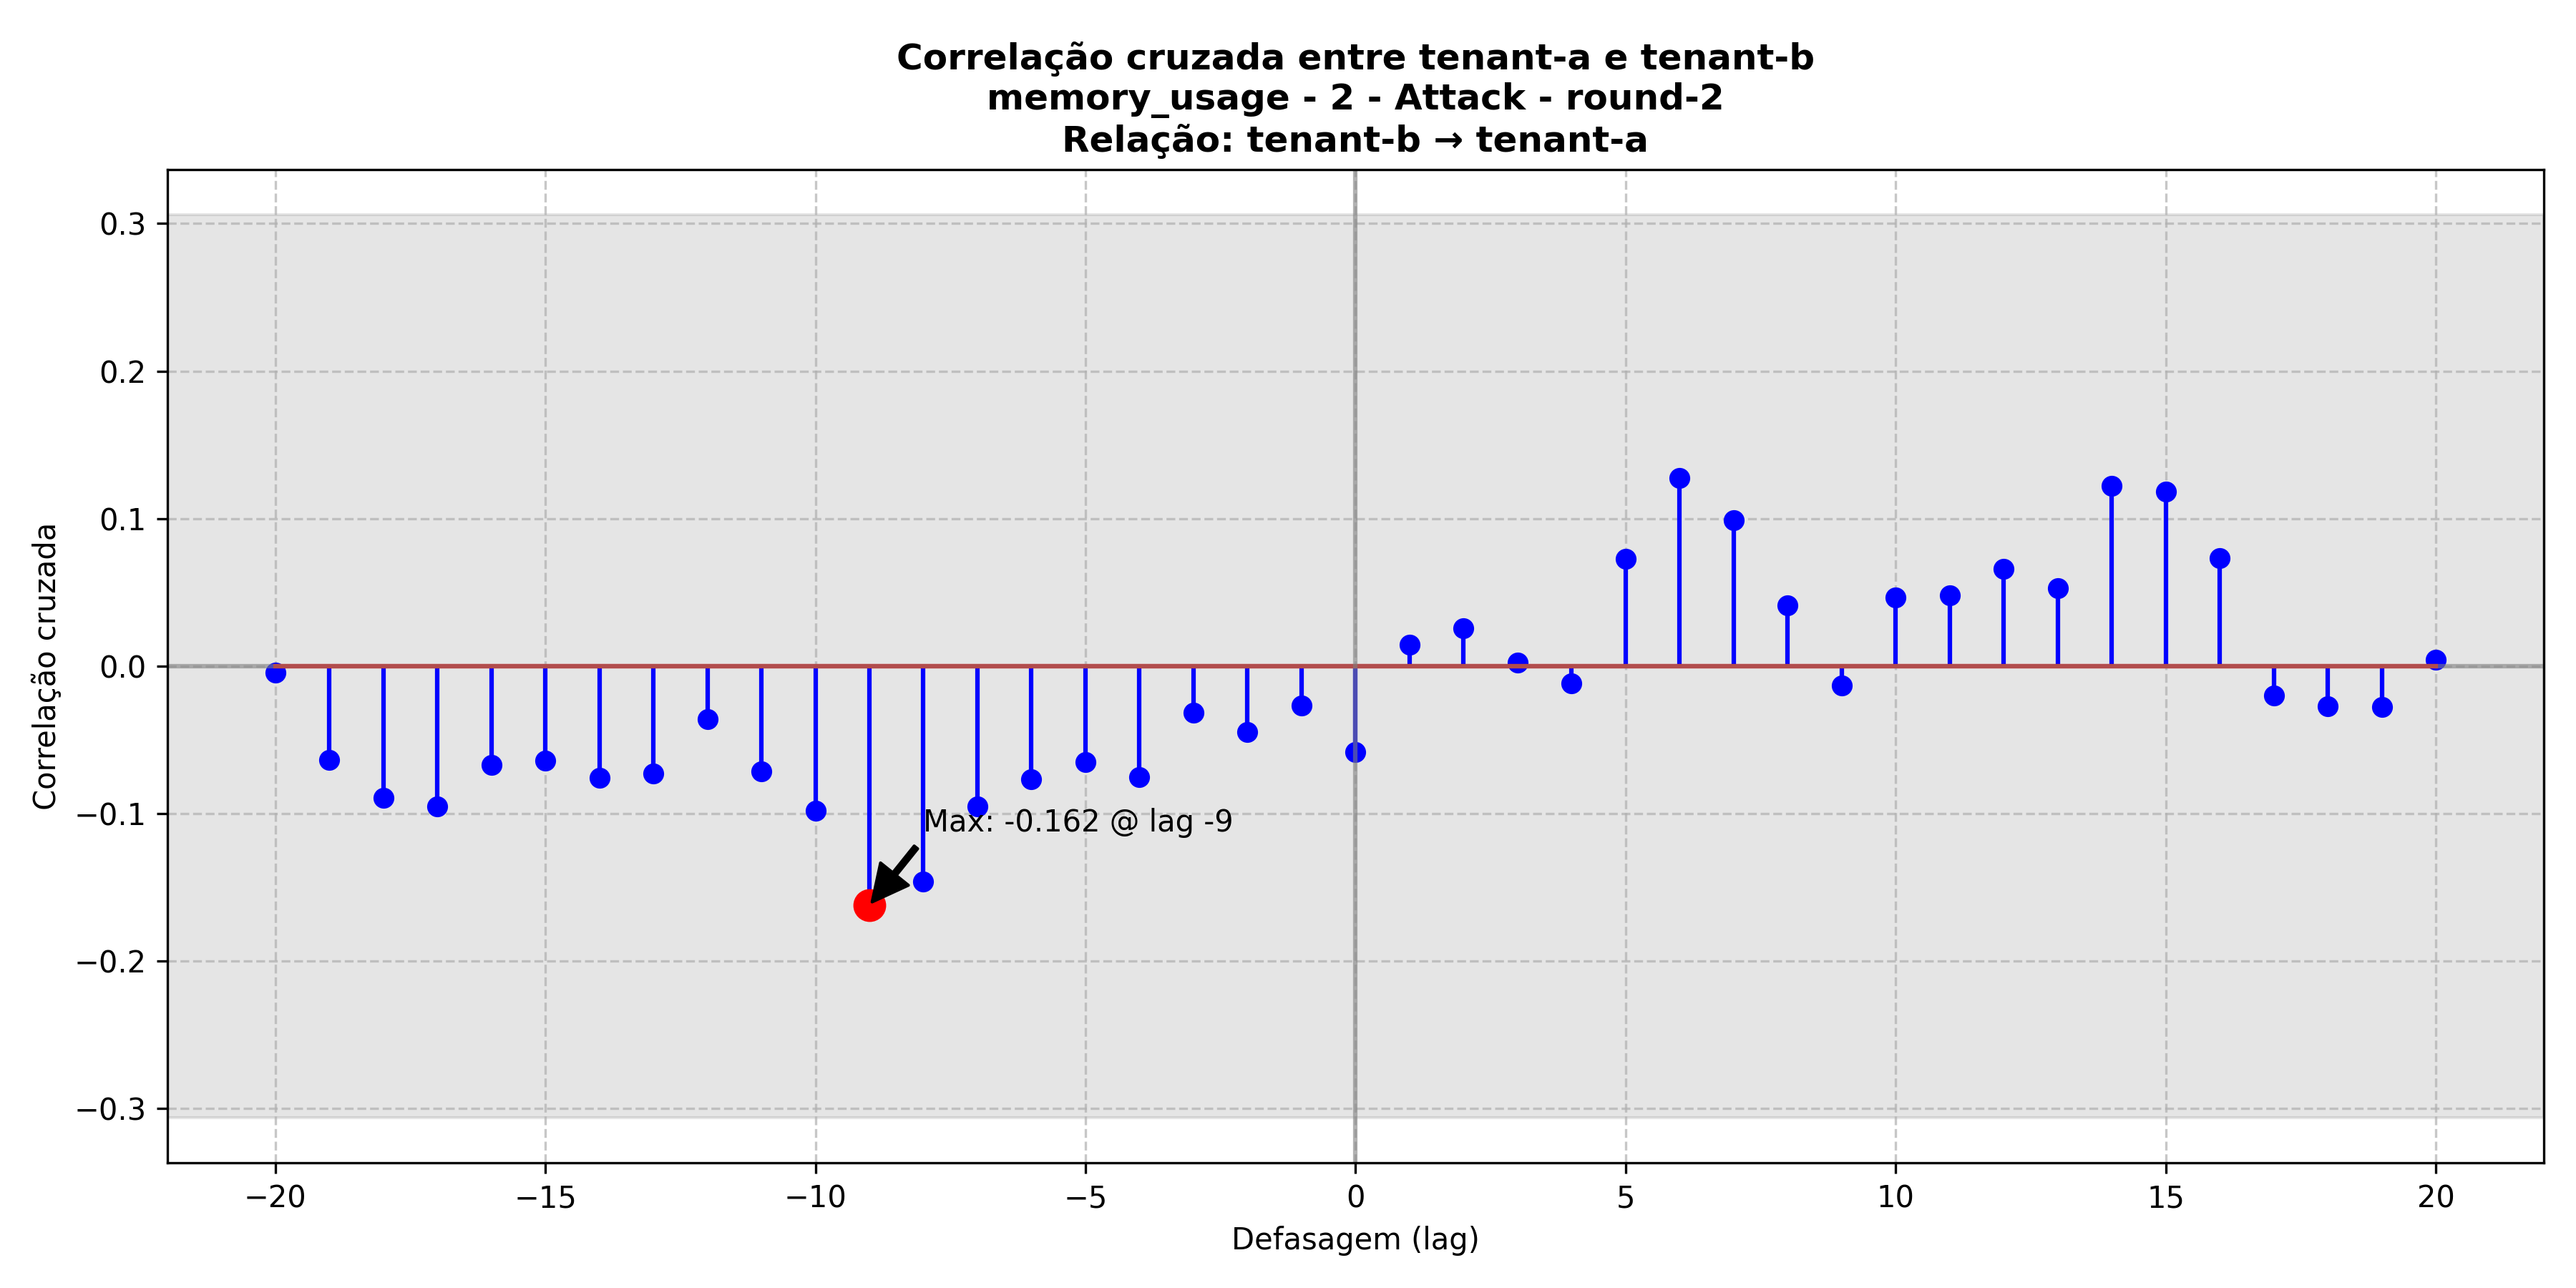 Correlação cruzada entre tenant-a e tenant-b
memory_usage - 2 - Attack - round-2
Relação: tenant-b → tenant-a
Correlação cruzada
0.3
0.2
0.1
0.0
−0.1
−0.2
−0.3
Max: -0.162 @ lag -9
−20 −15 −10 −5 0 5 10 15 20
Defasagem (lag)